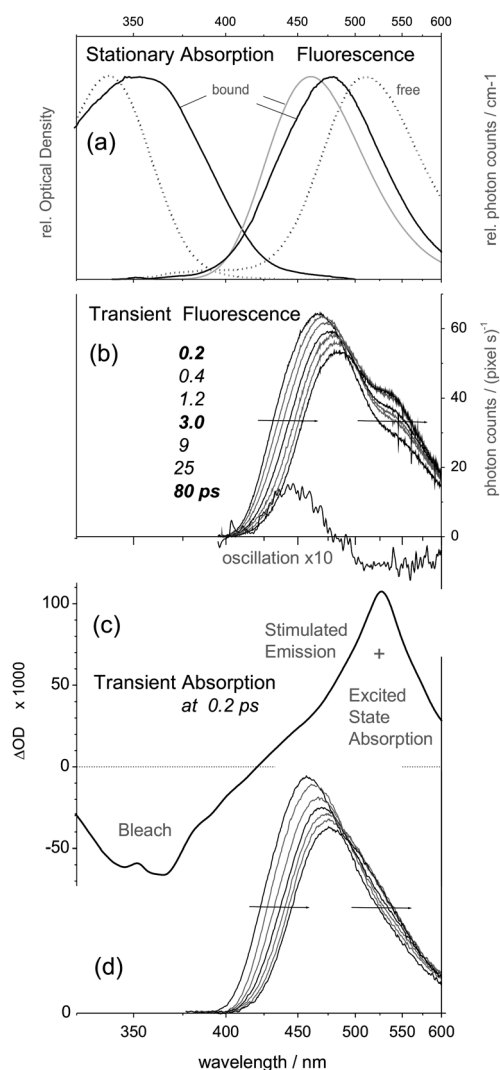 350 400 450 500 550 600
Stationary Absorption Fluorescence
bound
free
(a)
rel. Optical Density
rel. photon counts / cm-1
Transient Fluorescence
(b)
0.2
0.4
1.2
3.0
9
25
80 ps
60
40
20
0
photon counts / (pixel s)-1
oscillation x10
(c)
100
50
0
-50
0
ΔOD x 1000
Stimulated
Emission
+
Excited
State
Absorption
Transient Absorption
at 0.2 ps
Bleach
(d)
350 400 450 500 550 600
wavelength / nm